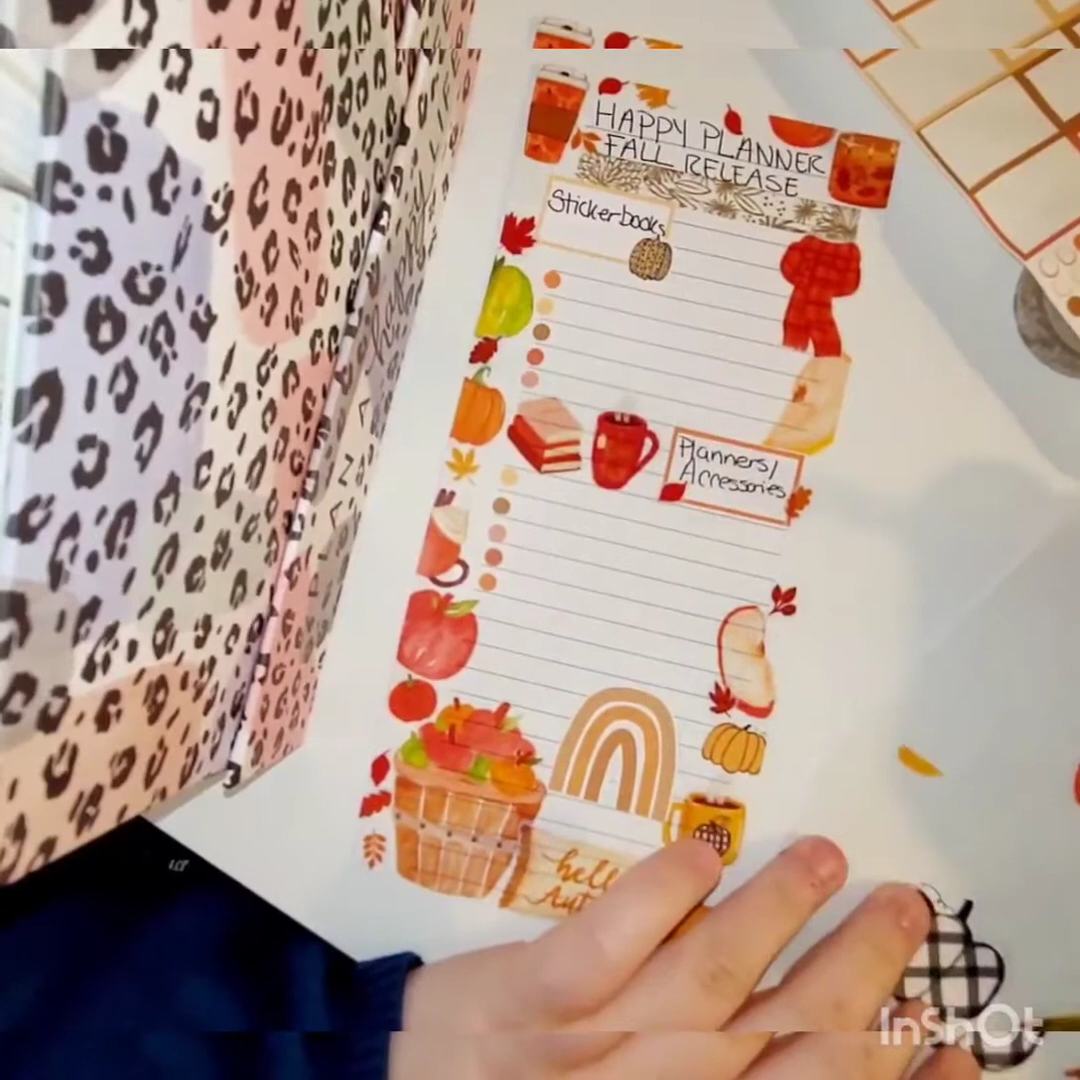 HAPPY PLANNER
FALL RELEASE
Stickerbooks
Planners/
Accessories
InShOt